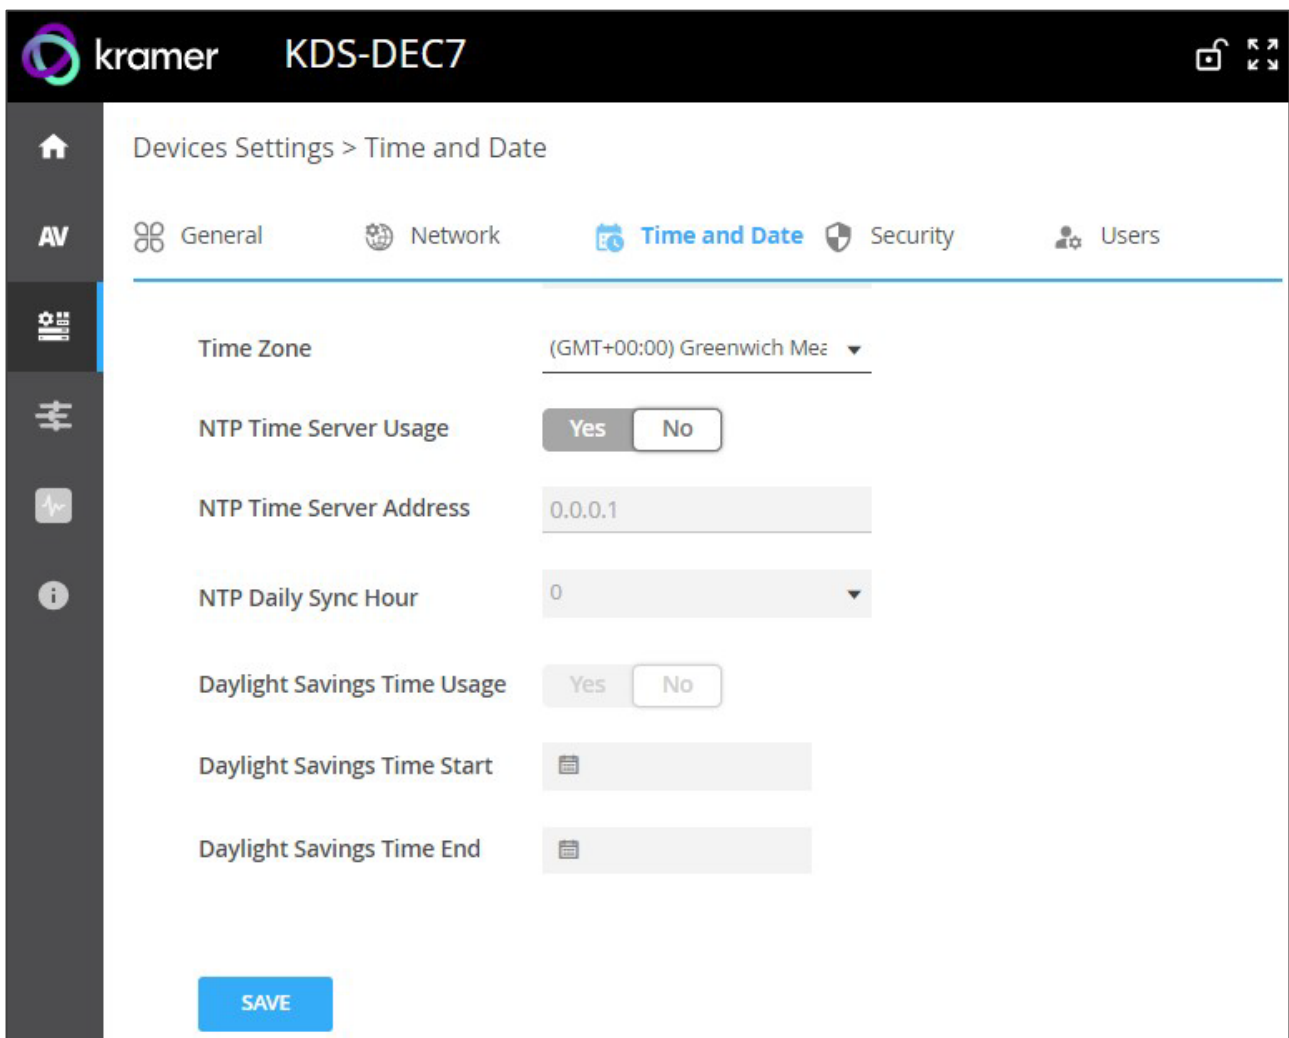 kramer KDS-DEC7
Devices Settings > Time and Date
AV General Network Time and Date Security Users
Time Zone (GMT+00:00) Greenwich Mea
NTP Time Server Usage Yes No
NTP Time Server Address 0.0.0.1
NTP Daily Sync Hour 0
Daylight Savings Time Usage Yes No
Daylight Savings Time Start
Daylight Savings Time End
SAVE